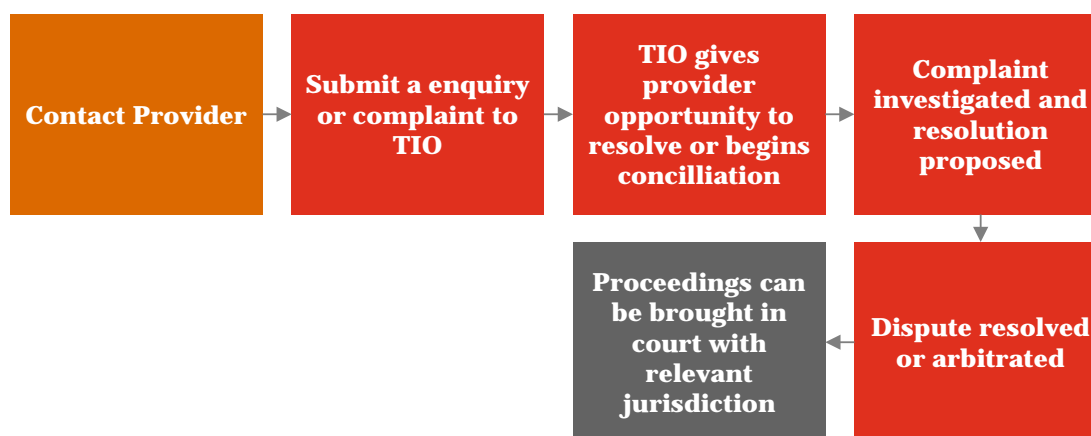 Contact Provider
Submit a enquiry
or complaint to
TIO
TIO gives
provider
opportunity to
resolve or begins
concilliation
Complaint
investigated and
resolution
proposed
Dispute resolved
or arbitrated
Proceedings can
be brought in
court with
relevant
jurisdiction